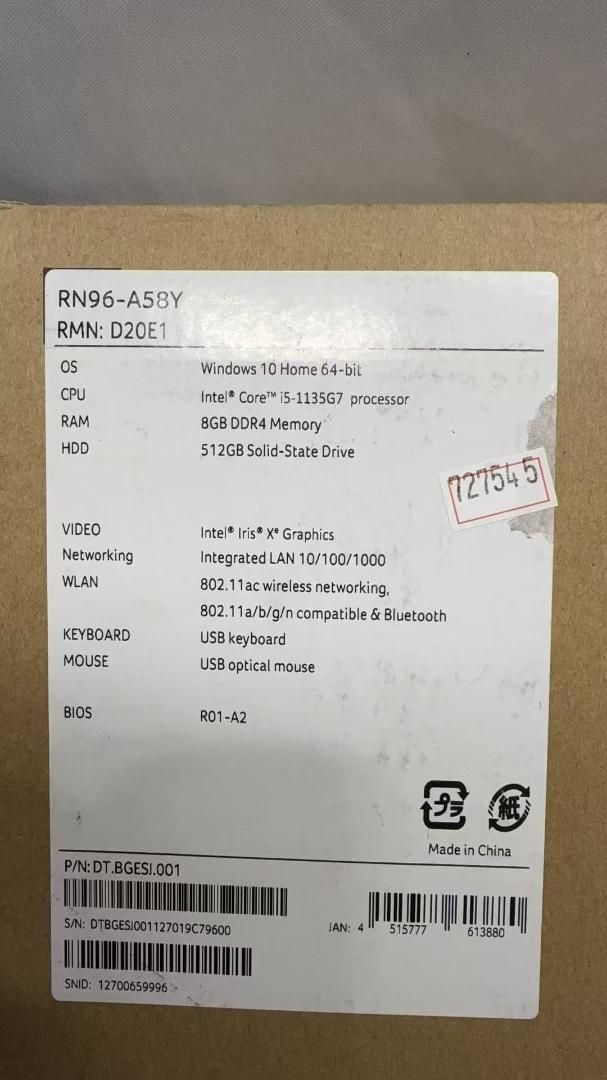 RN96-A58Y
RMN: D20E1
OS Windows 10 Home 64-bit
CPU Intel® Core™ i5-1135G7 processor
RAM 8GB DDR4 Memory
HDD 512GB Solid-State Drive
727545
VIDEO Intel® Iris® Xᵉ Graphics
Networking Integrated LAN 10/100/1000
WLAN 802.11ac wireless networking,
802.11a/b/g/n compatible & Bluetooth
KEYBOARD USB keyboard
MOUSE USB optical mouse
BIOS R01-A2
プラ 紙
Made in China
P/N: DT.BGESJ.001
S/N: DTBGESJ001127019C79600
JAN: 4 515777 613880
SNID: 12700659996